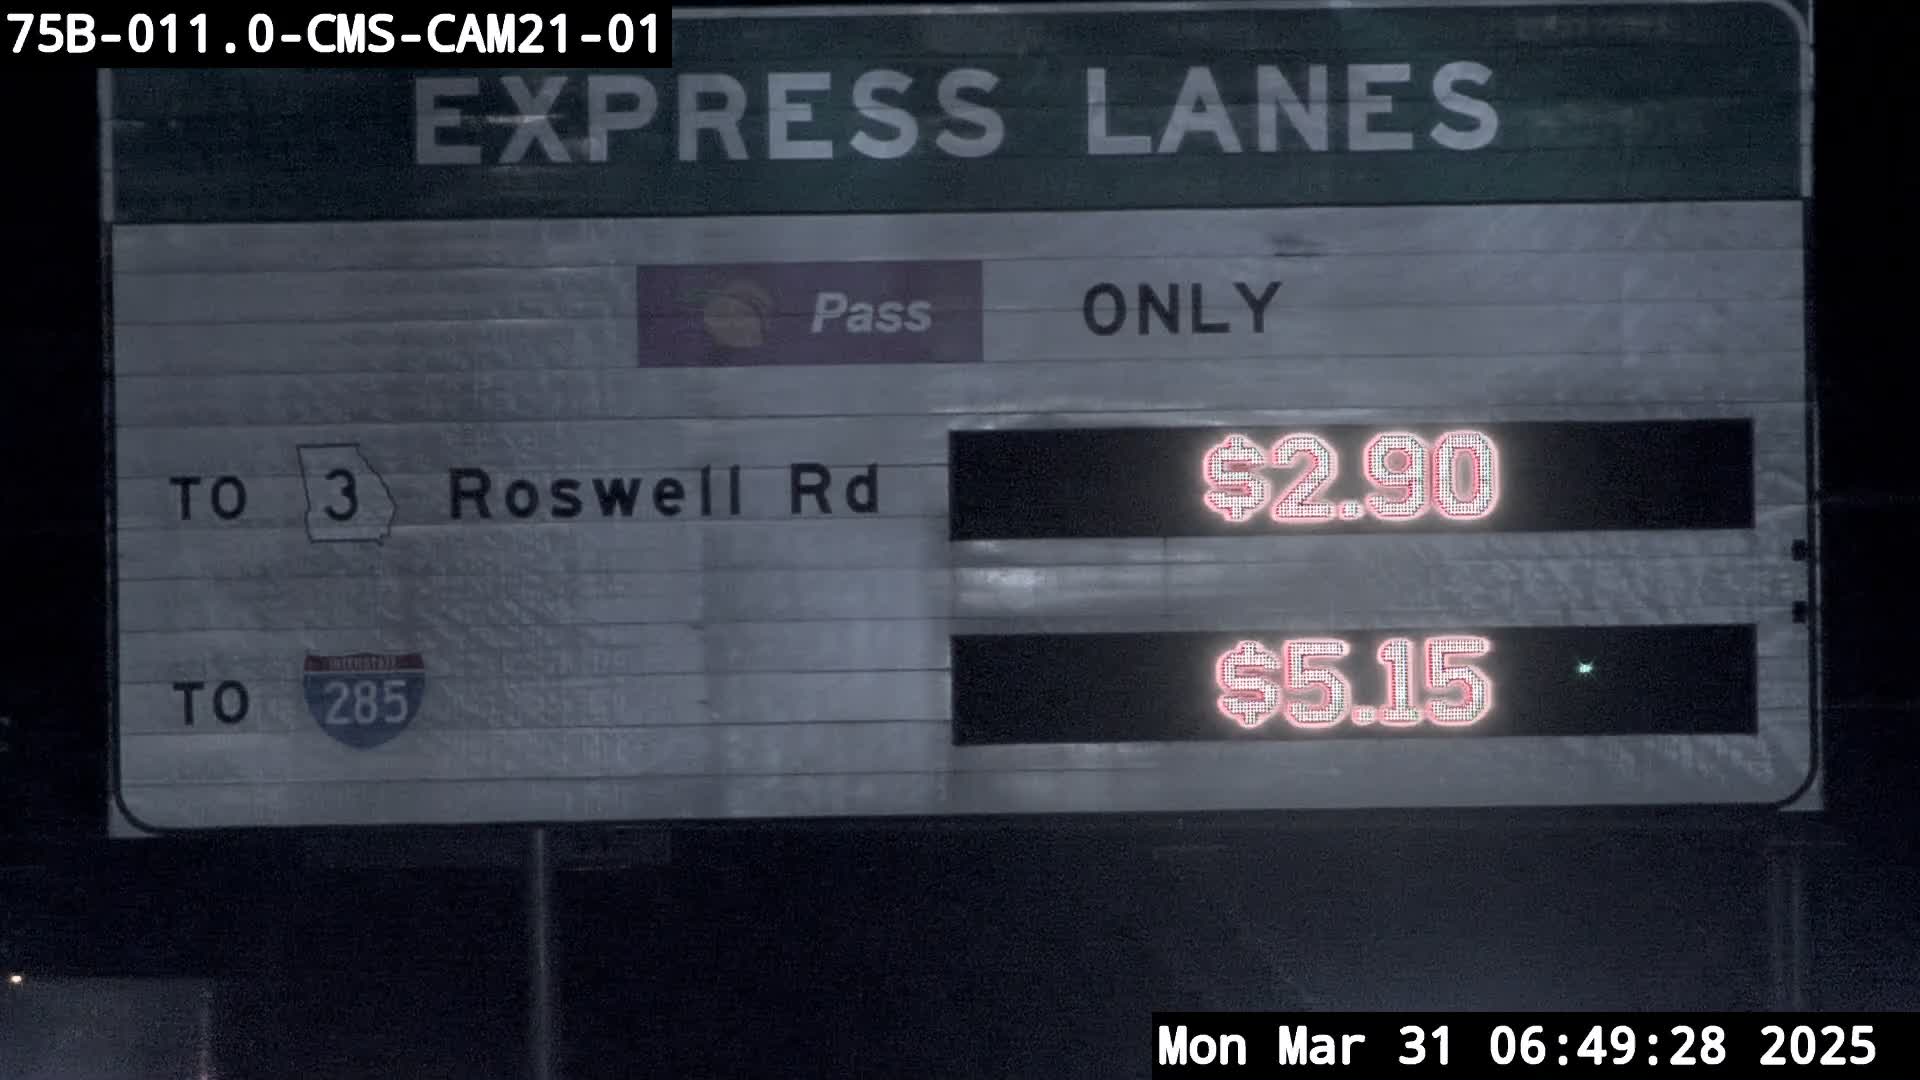 75B-011.0-CMS-CAM21-01
EXPRESS LANES
Pass ONLY
TO 3 Roswell Rd $2.90
INTERSTATE
TO 285 $5.15
Mon Mar 31 06:49:28 2025